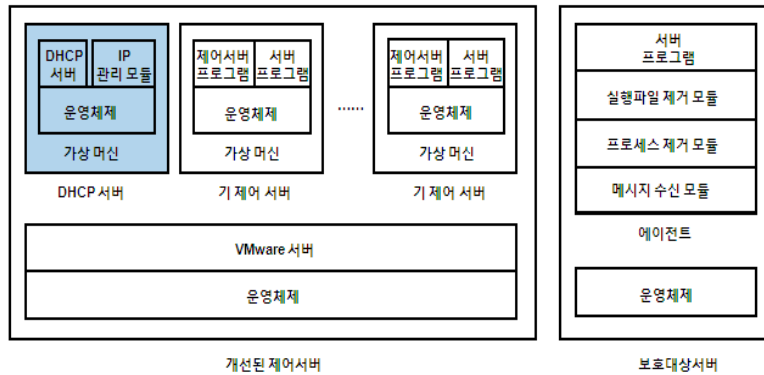 DHCP
서버
IP
관리 모듈
운영체제
가상 머신
DHCP 서버
제어서버
프로그램
서버
프로그램
운영체제
가상 머신
기 제어 서버
......
제어서버
프로그램
서버
프로그램
운영체제
가상 머신
기 제어 서버
VMware 서버
운영체제
개선된 제어서버
서버
프로그램
실행파일 제거 모듈
프로세스 제거 모듈
메시지 수신 모듈
에이전트
운영체제
보호대상서버